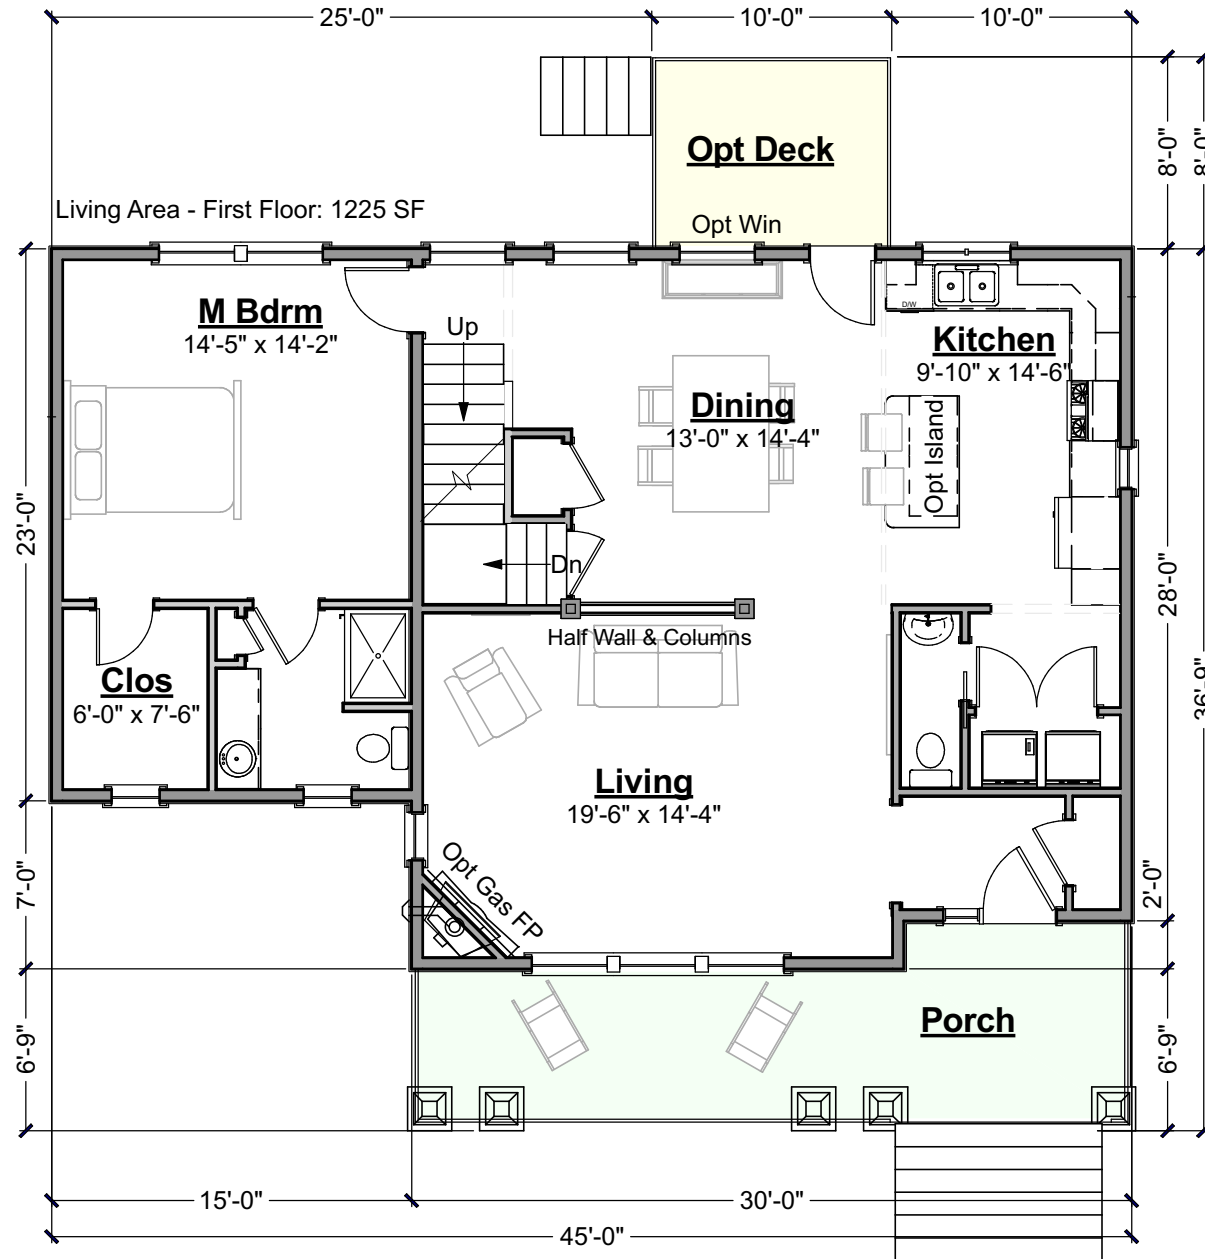 25'-0"
10'-0"
10'-0"
Opt Deck
8'-0"
8'-0"
Living Area - First Floor: 1225 SF
Opt Win
M Bdrm
14'-5" x 14'-2"
Up
D/W
Kitchen
9'-10" x 14'-6"
Dining
13'-0" x 14'-4"
Opt Island
23'-0"
Dn
28'-0"
Half Wall & Columns
Clos
6'-0" x 7'-6"
36'-9"
Living
19'-6" x 14'-4"
Opt Gas FP
7'-0"
2'-0"
Porch
6'-9"
6'-9"
15'-0"
30'-0"
45'-0"